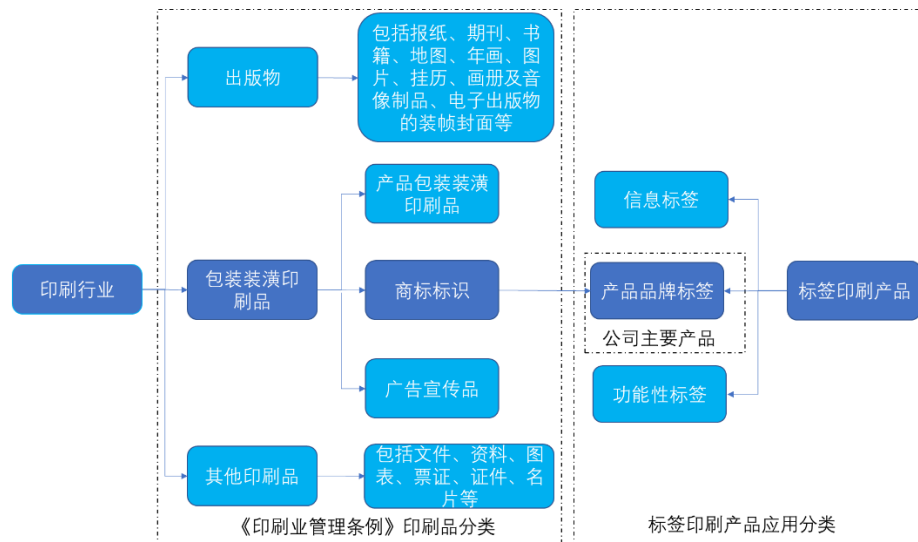 出版物
包括报纸、期刊、书
籍、地图、年画、图
片、挂历、画册及音
像制品、电子出版物
的装帧封面等
产品包装装潢
印刷品
信息标签
印刷行业
包装装潢印
刷品
商标标识
产品品牌标签
标签印刷产品
公司主要产品
广告宣传品
功能性标签
其他印刷品
包括文件、资料、图
表、票证、证件、名
片等
《印刷业管理条例》印刷品分类
标签印刷产品应用分类